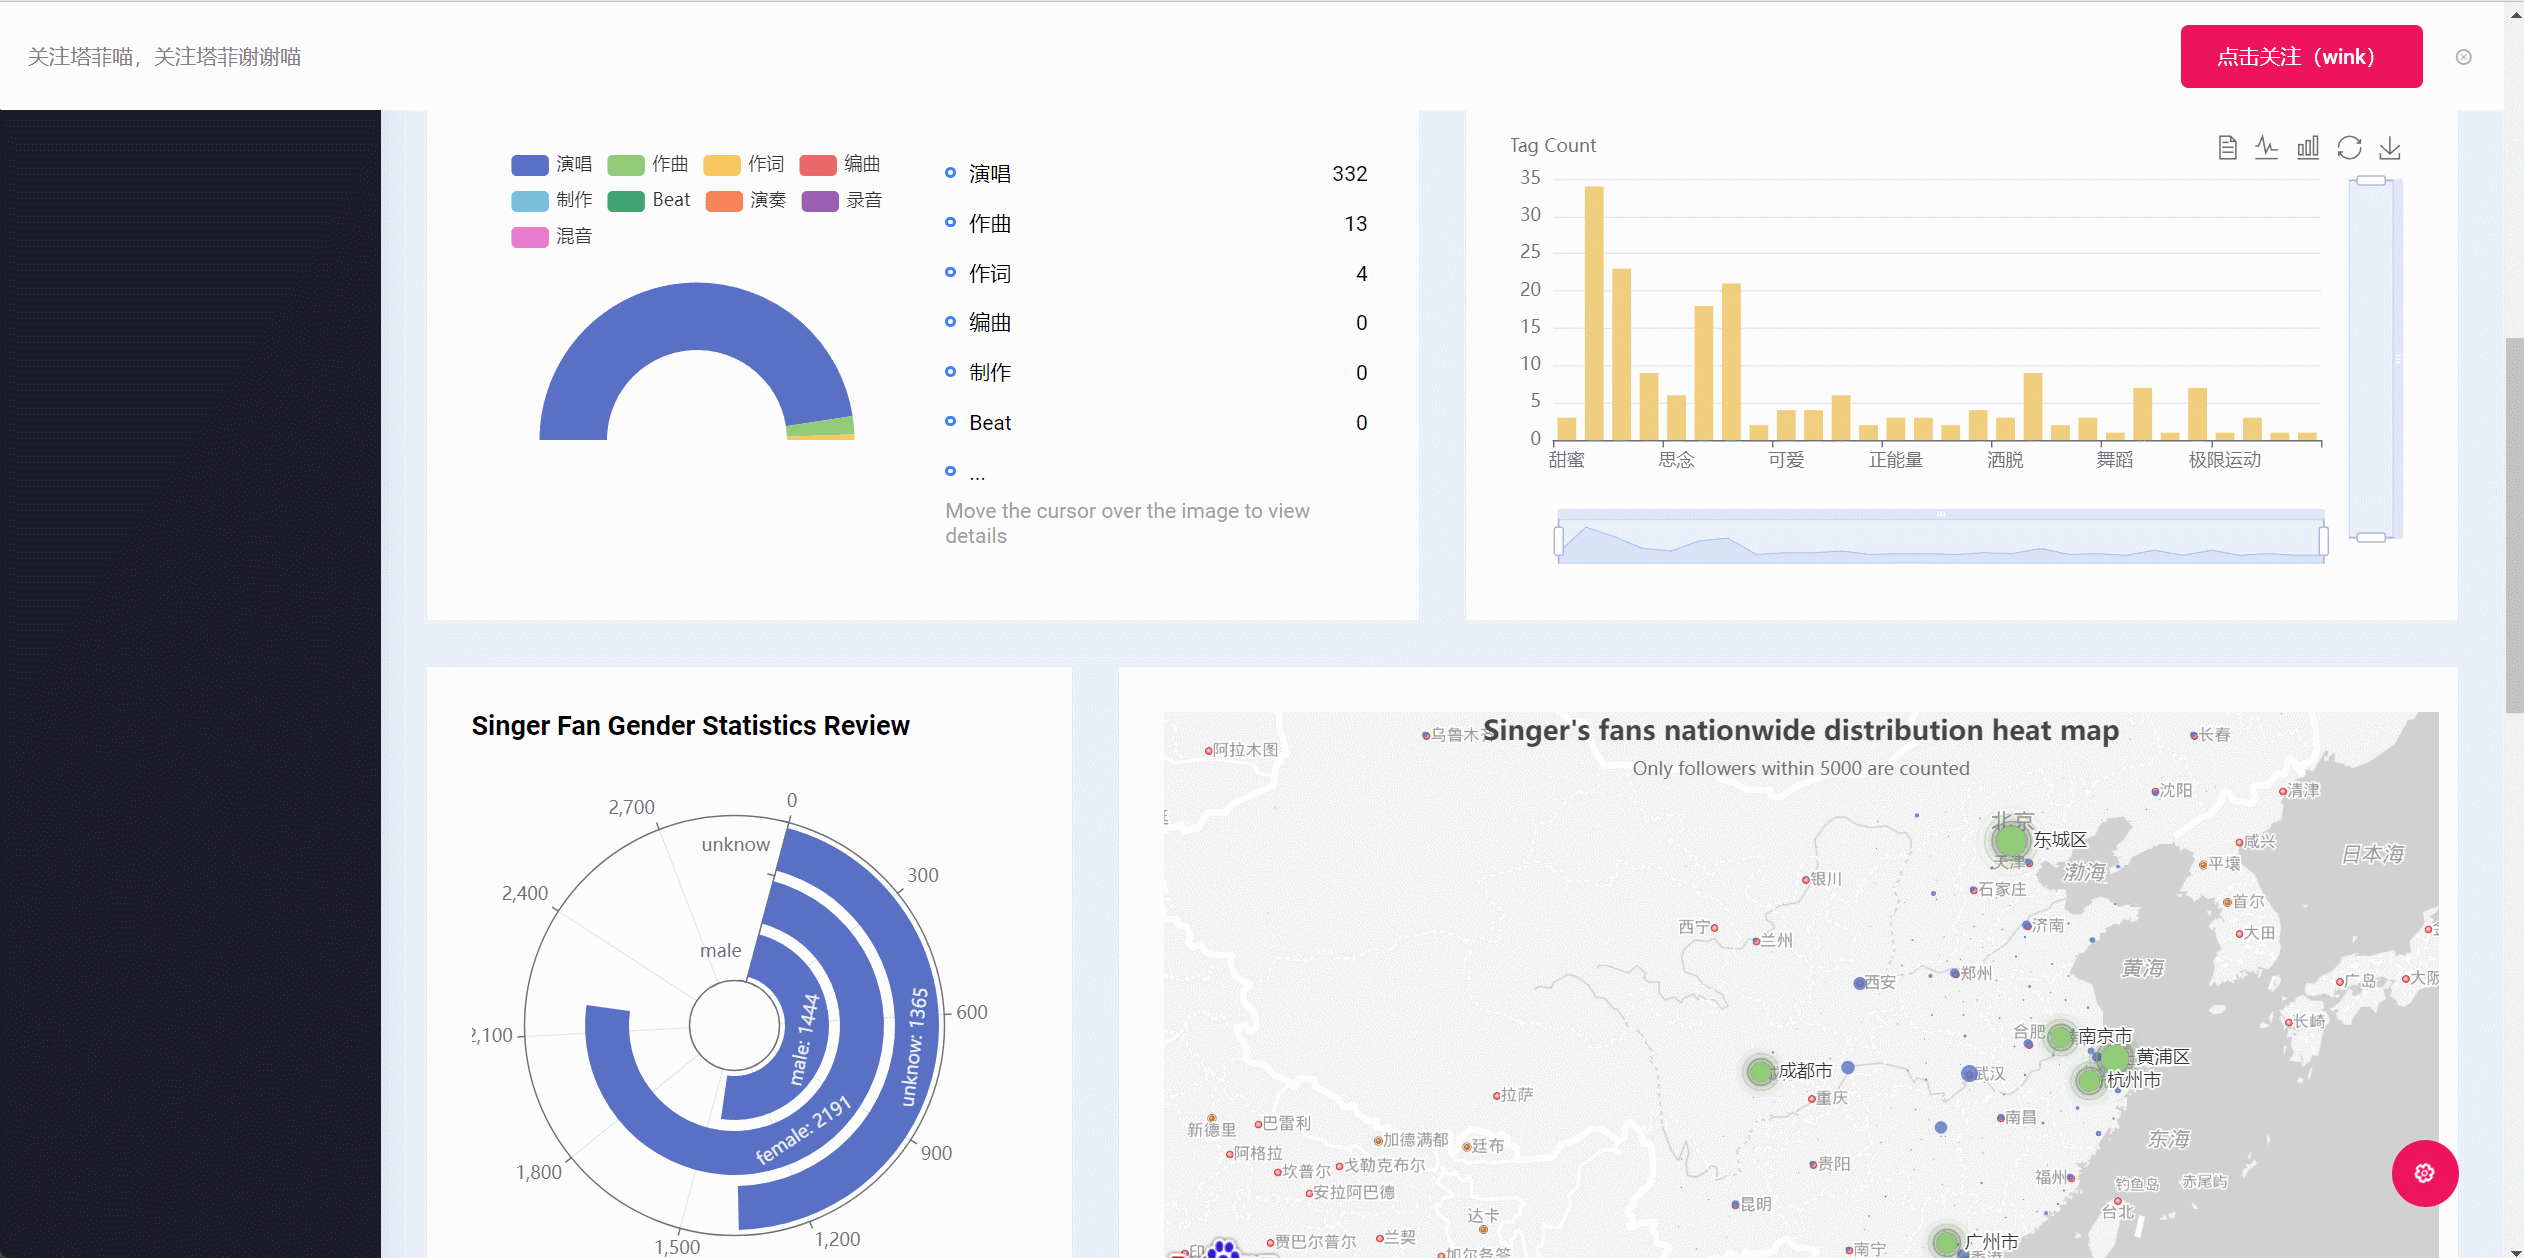 关注塔菲喵，关注塔菲谢谢喵
点击关注（wink）
演唱 作曲 作词 编曲
制作 Beat 演奏 录音
混音
演唱 332
作曲 13
作词 4
编曲 0
制作 0
Beat 0
...
Move the cursor over the image to view
details
Tag Count
35
30
25
20
15
10
5
0
甜蜜 思念 可爱 正能量 洒脱 舞蹈 极限运动
Singer Fan Gender Statistics Review
0
300
600
900
1,200
1,500
1,800
2,100
2,400
2,700
unknow
male
male: 1444
female: 2191
unknow: 1365
Singer's fans nationwide distribution heat map
Only followers within 5000 are counted
阿拉木图
乌鲁木齐
长春
沈阳
清津
北京
东城区
天津
咸兴
平壤
日本海
渤海
银川
石家庄
首尔
西宁
兰州
济南
大田
黄海
郑州
西安
广岛
大阪
长崎
合肥
南京市
黄浦区
成都市
武汉
杭州市
拉萨
重庆
南昌
新德里
巴雷利
加德满都
廷布
东海
阿格拉
坎普尔
戈勒克布尔
贵阳
安拉阿巴德
福州
钓鱼岛
赤尾屿
昆明
达卡
台北
贾巴尔普尔
兰契
广州市
南宁